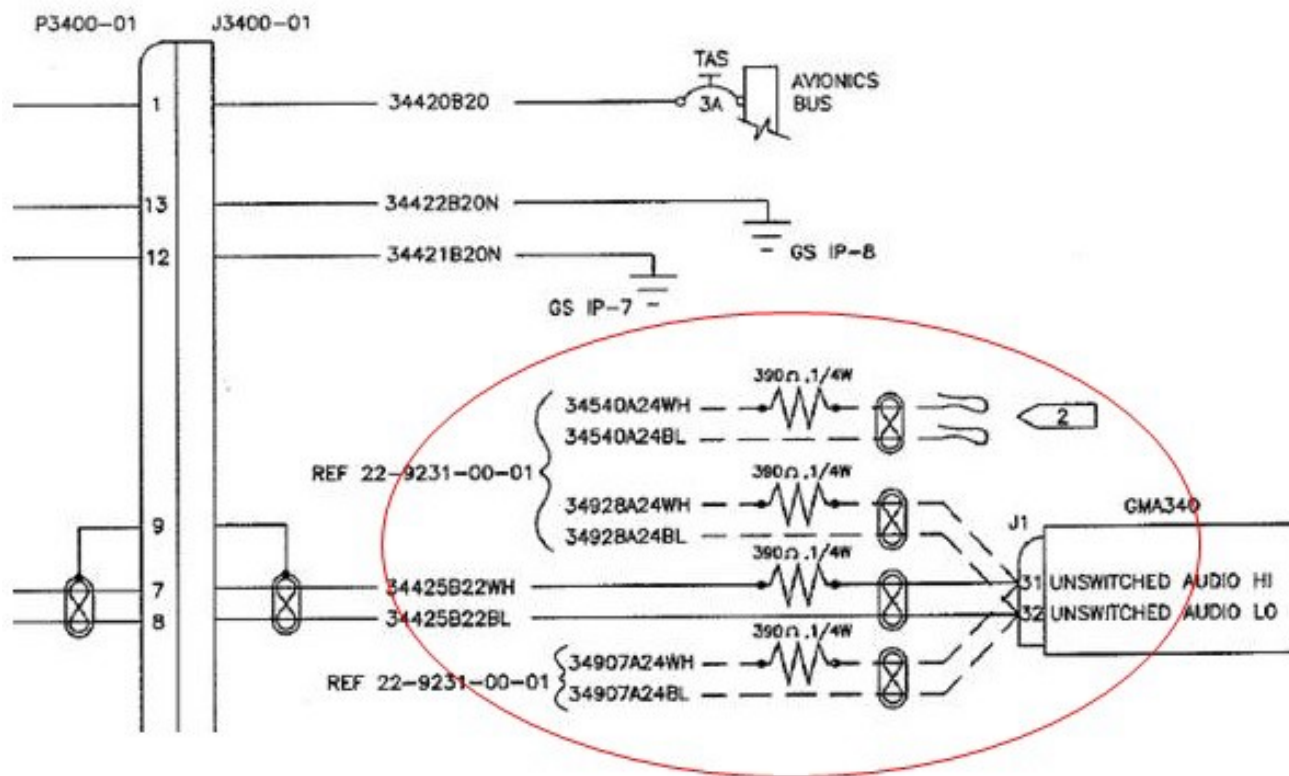 P3400-01 J3400-01
TAS
AVIONICS
BUS
1 34420B20 3A
13 34422B20N
GS IP-8
12 34421B20N
GS IP-7
390Ω,1/4W
34540A24WH
2
34540A24BL
REF 22-9231-00-01
390Ω,1/4W
34928A24WH
GMA340
9 34928A24BL J1
390Ω,1/4W
7 34425B22WH 31 UNSWITCHED AUDIO HI
8 34425B22BL 32 UNSWITCHED AUDIO LO
390Ω,1/4W
34907A24WH
REF 22-9231-00-01
34907A24BL